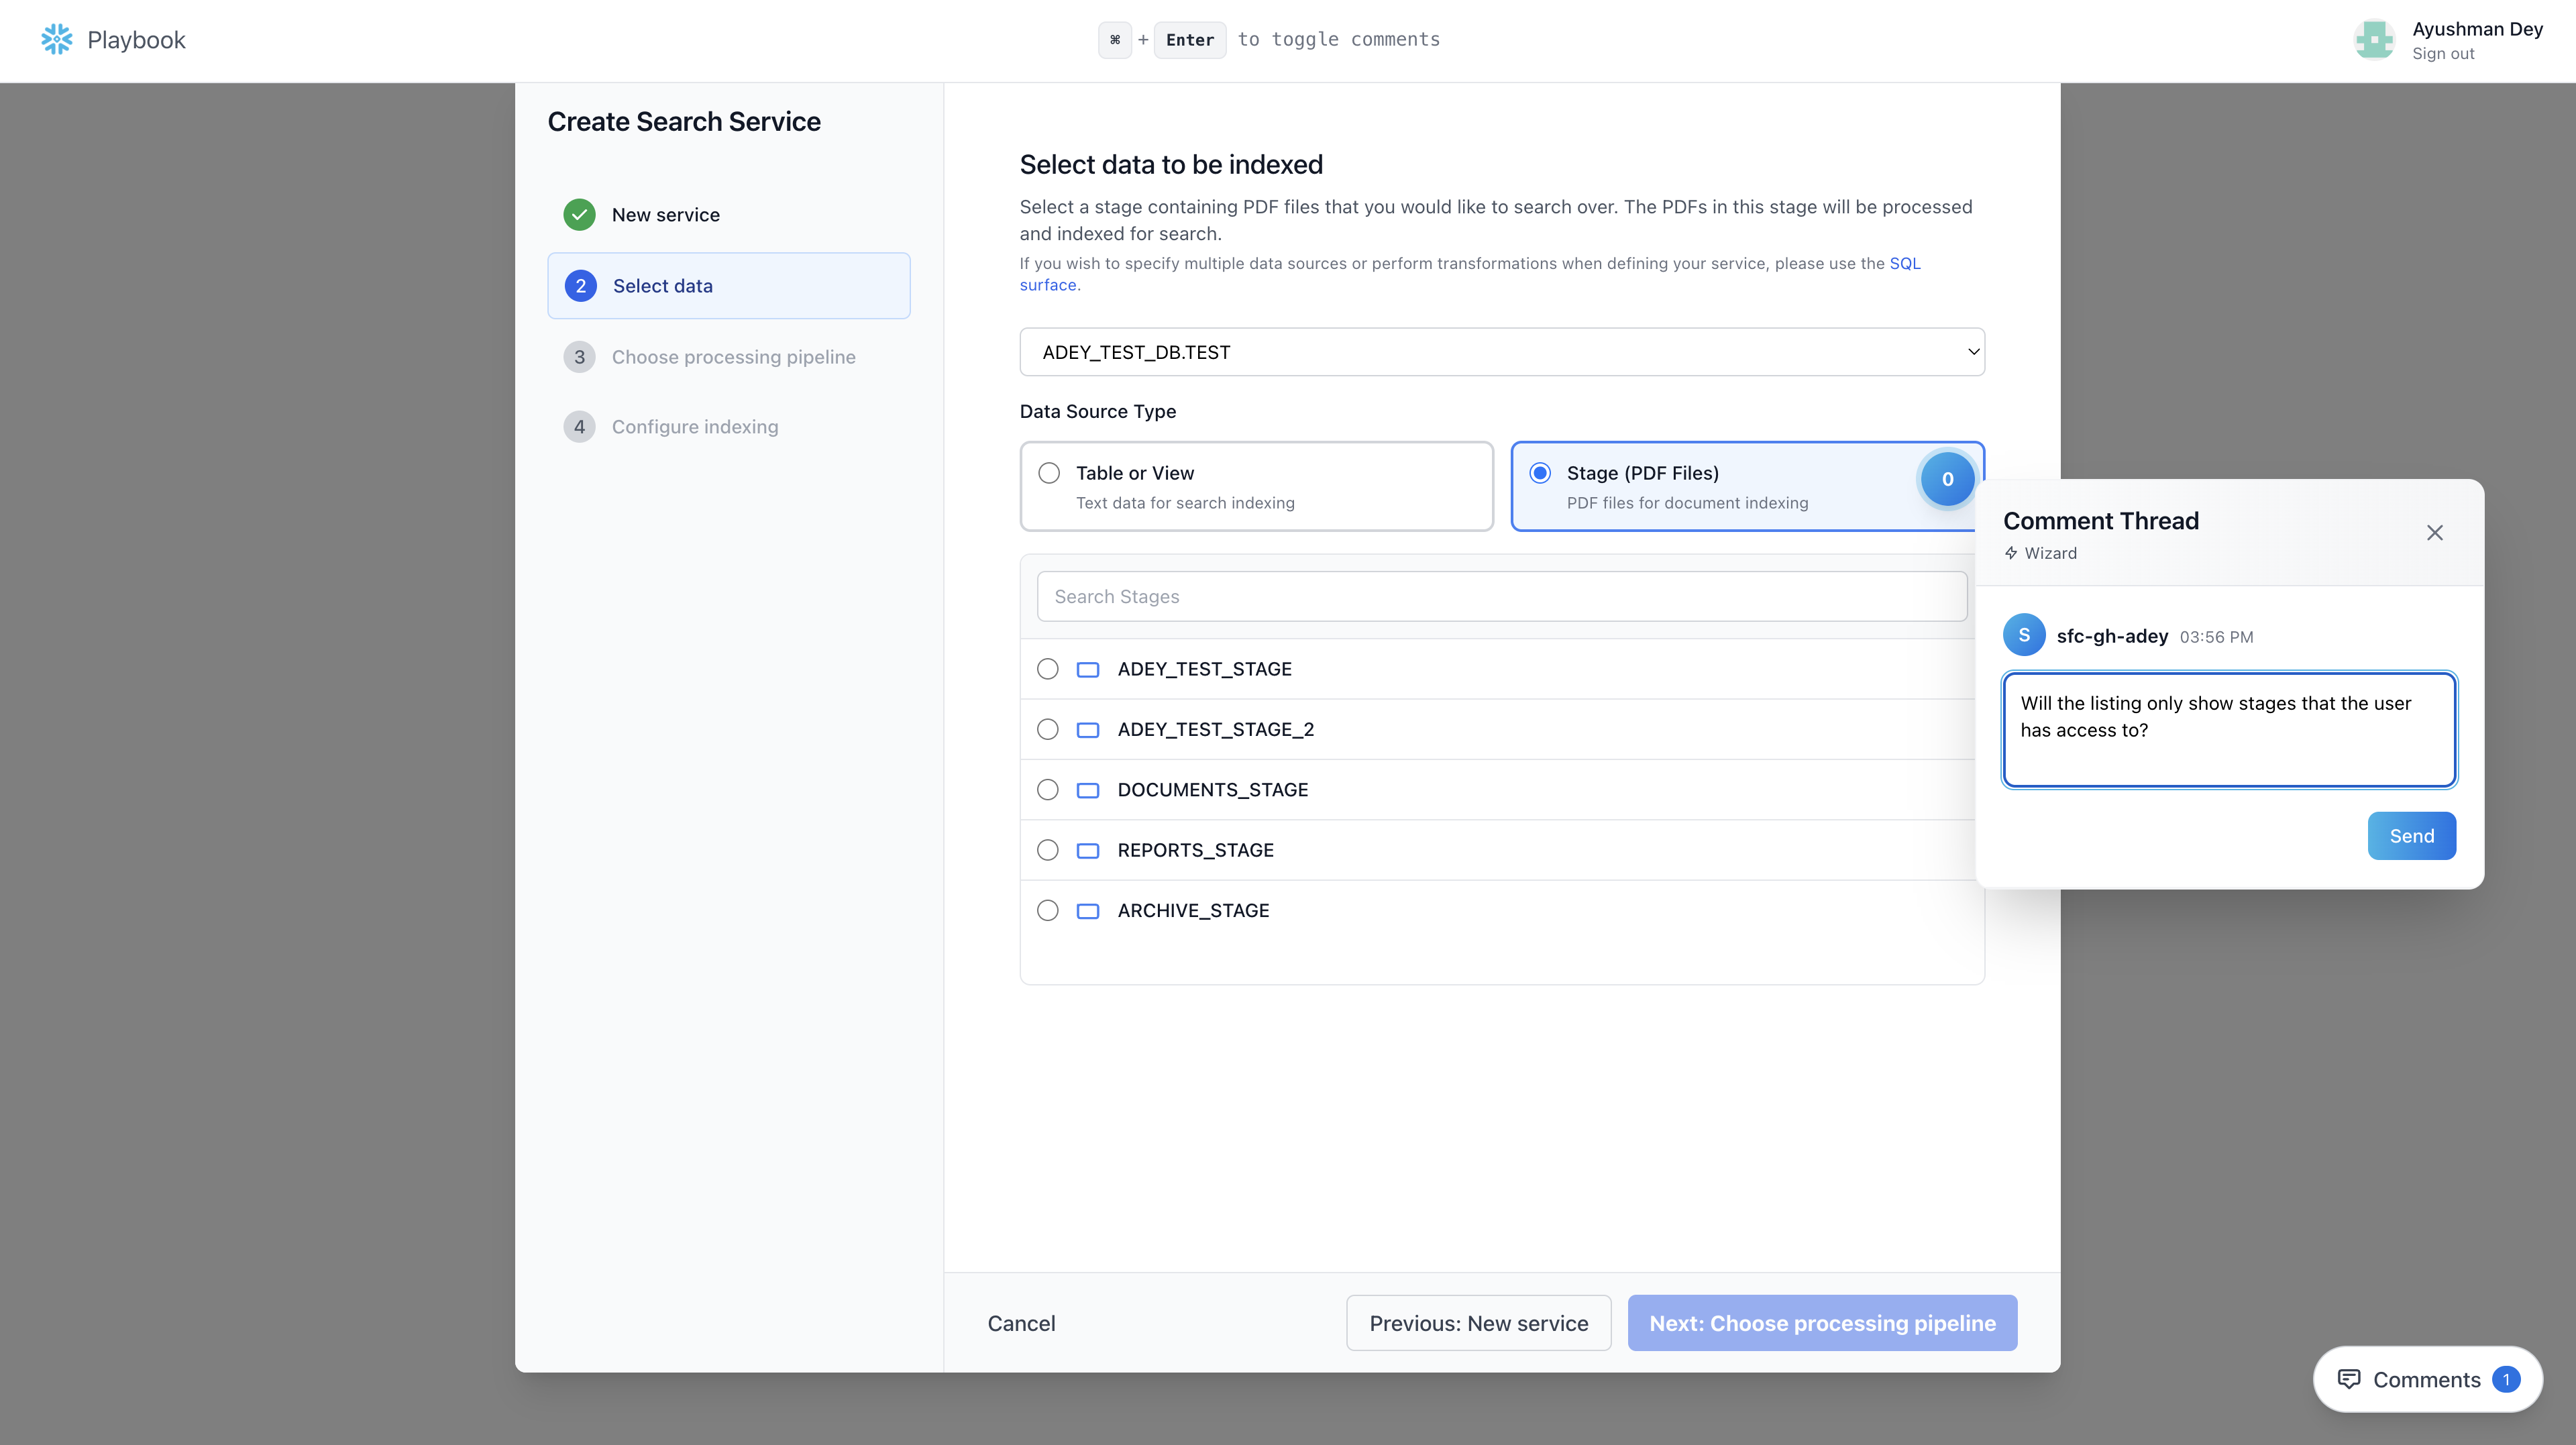 Playbook
⌘ + Enter to toggle comments
Ayushman Dey
Sign out
Create Search Service
New service
2 Select data
3 Choose processing pipeline
4 Configure indexing
Select data to be indexed
Select a stage containing PDF files that you would like to search over. The PDFs in this stage will be processed
and indexed for search.
If you wish to specify multiple data sources or perform transformations when defining your service, please use the SQL
surface.
ADEY_TEST_DB.TEST
Data Source Type
Table or View
Text data for search indexing
Stage (PDF Files)
PDF files for document indexing
0
Search Stages
ADEY_TEST_STAGE
ADEY_TEST_STAGE_2
DOCUMENTS_STAGE
REPORTS_STAGE
ARCHIVE_STAGE
Comment Thread
Wizard
S sfc-gh-adey 03:56 PM
Will the listing only show stages that the user
has access to?
Send
Cancel
Previous: New service
Next: Choose processing pipeline
Comments 1